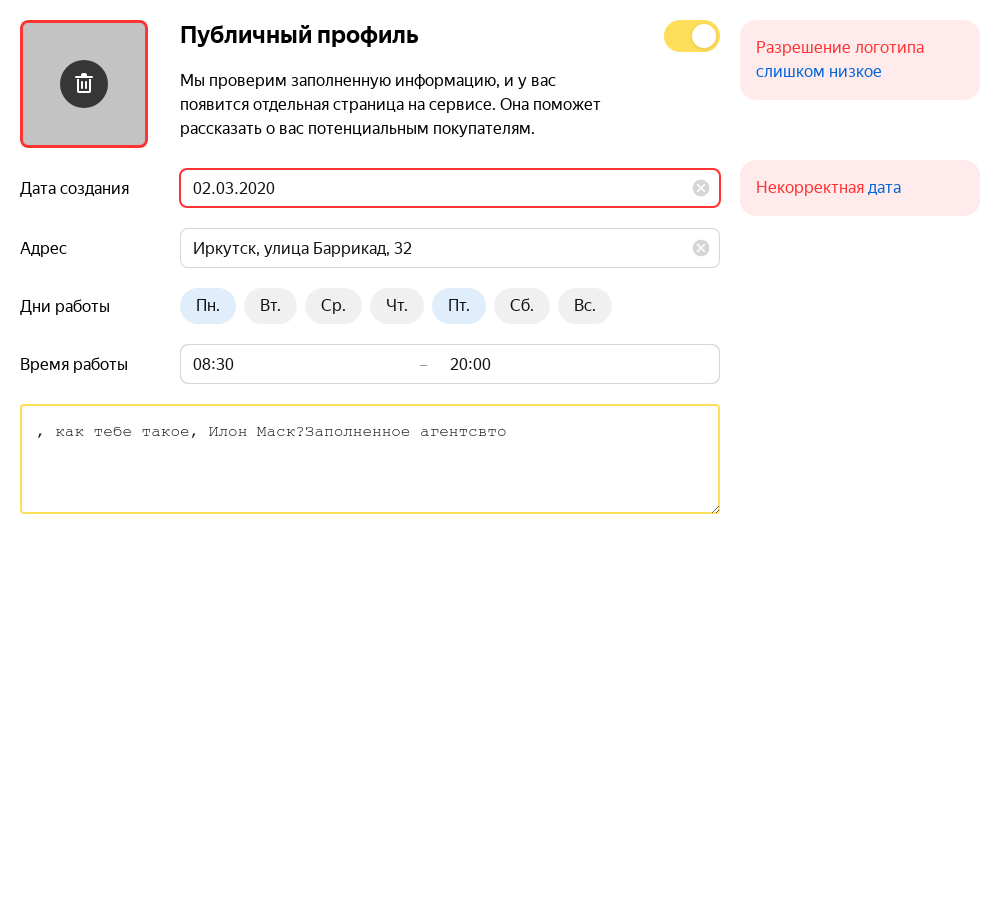 Публичный профиль
Мы проверим заполненную информацию, и у вас
появится отдельная страница на сервисе. Она поможет
рассказать о вас потенциальным покупателям.
Разрешение логотипа
слишком низкое
Дата создания
02.03.2020
Некорректная дата
Адрес
Иркутск, улица Баррикад, 32
Дни работы
Пн. Вт. Ср. Чт. Пт. Сб. Вс.
Время работы
08:30 – 20:00
, как тебе такое, Илон Маск?Заполненное агентсвто